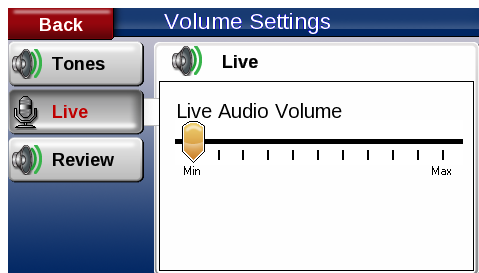 Back
Volume Settings
Tones
Live
Review
Live
Live Audio Volume
Min
Max